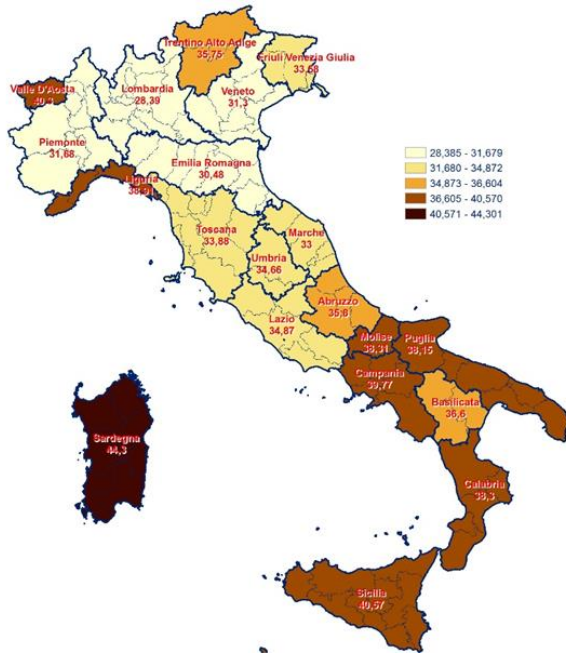 Trentino Alto Adige
35,75
Friuli Venezia Giulia
33,58
Valle D'Aosta
40,3
Lombardia
28,39
Veneto
31,3
Piemonte
31,68
Emilia Romagna
30,48
Liguria
38,91
Toscana
33,88
Marche
33
Umbria
34,66
Lazio
34,87
Abruzzo
35,6
Molise
38,31
Puglia
38,15
Campania
39,77
Basilicata
36,6
Sardegna
44,3
Calabria
38,3
Sicilia
40,57
28,385 - 31,679
31,680 - 34,872
34,873 - 36,604
36,605 - 40,570
40,571 - 44,301